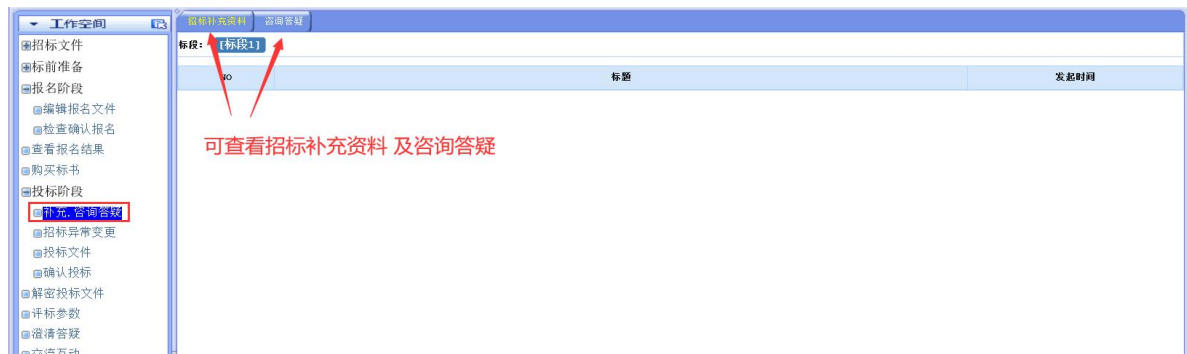 工作空间
招标文件
标前准备
报名阶段
编辑报名文件
检查确认报名
查看报名结果
购买标书
投标阶段
补充,咨询答疑
招标异常变更
投标文件
确认投标
解密投标文件
评标参数
澄清答疑
交流互动
招标补充资料 咨询答疑
标段： [标段1]
NO 标题 发起时间
可查看招标补充资料 及咨询答疑